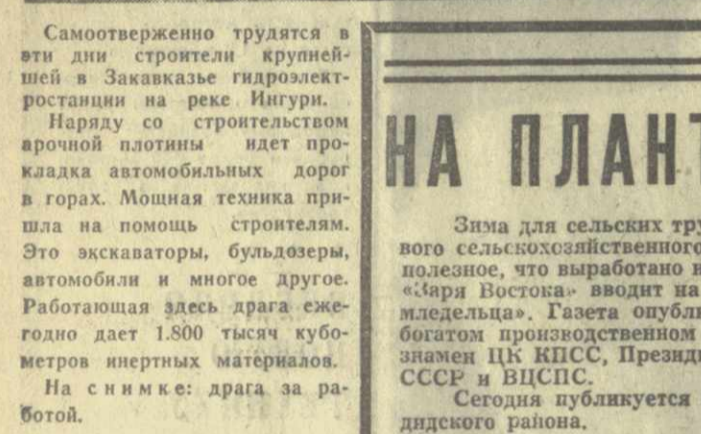 Самоотверженно трудятся в
эти дни строители крупней-
шей в Закавказье гидроэлект-
ростанции на реке Ингури.
Наряду со строительством
арочной плотины идет про-
кладка автомобильных дорог
в горах. Мощная техника при-
шла на помощь строителям.
Это экскаваторы, бульдозеры,
автомобили и многое другое.
Работающая здесь драга еже-
годно дает 1.800 тысяч кубо-
метров инертных материалов.
На снимке: драга за ра-
ботой.
НА ПЛАНТ
Зима для сельских тру
вого сельскохозяйственного
полезное, что выработано н
«Заря Востока» вводит на
мледельца». Газета опубли
богатом производственном
знамен ЦК КПСС, Президи
СССР и ВЦСПС.
Сегодня публикуется
дидского района.